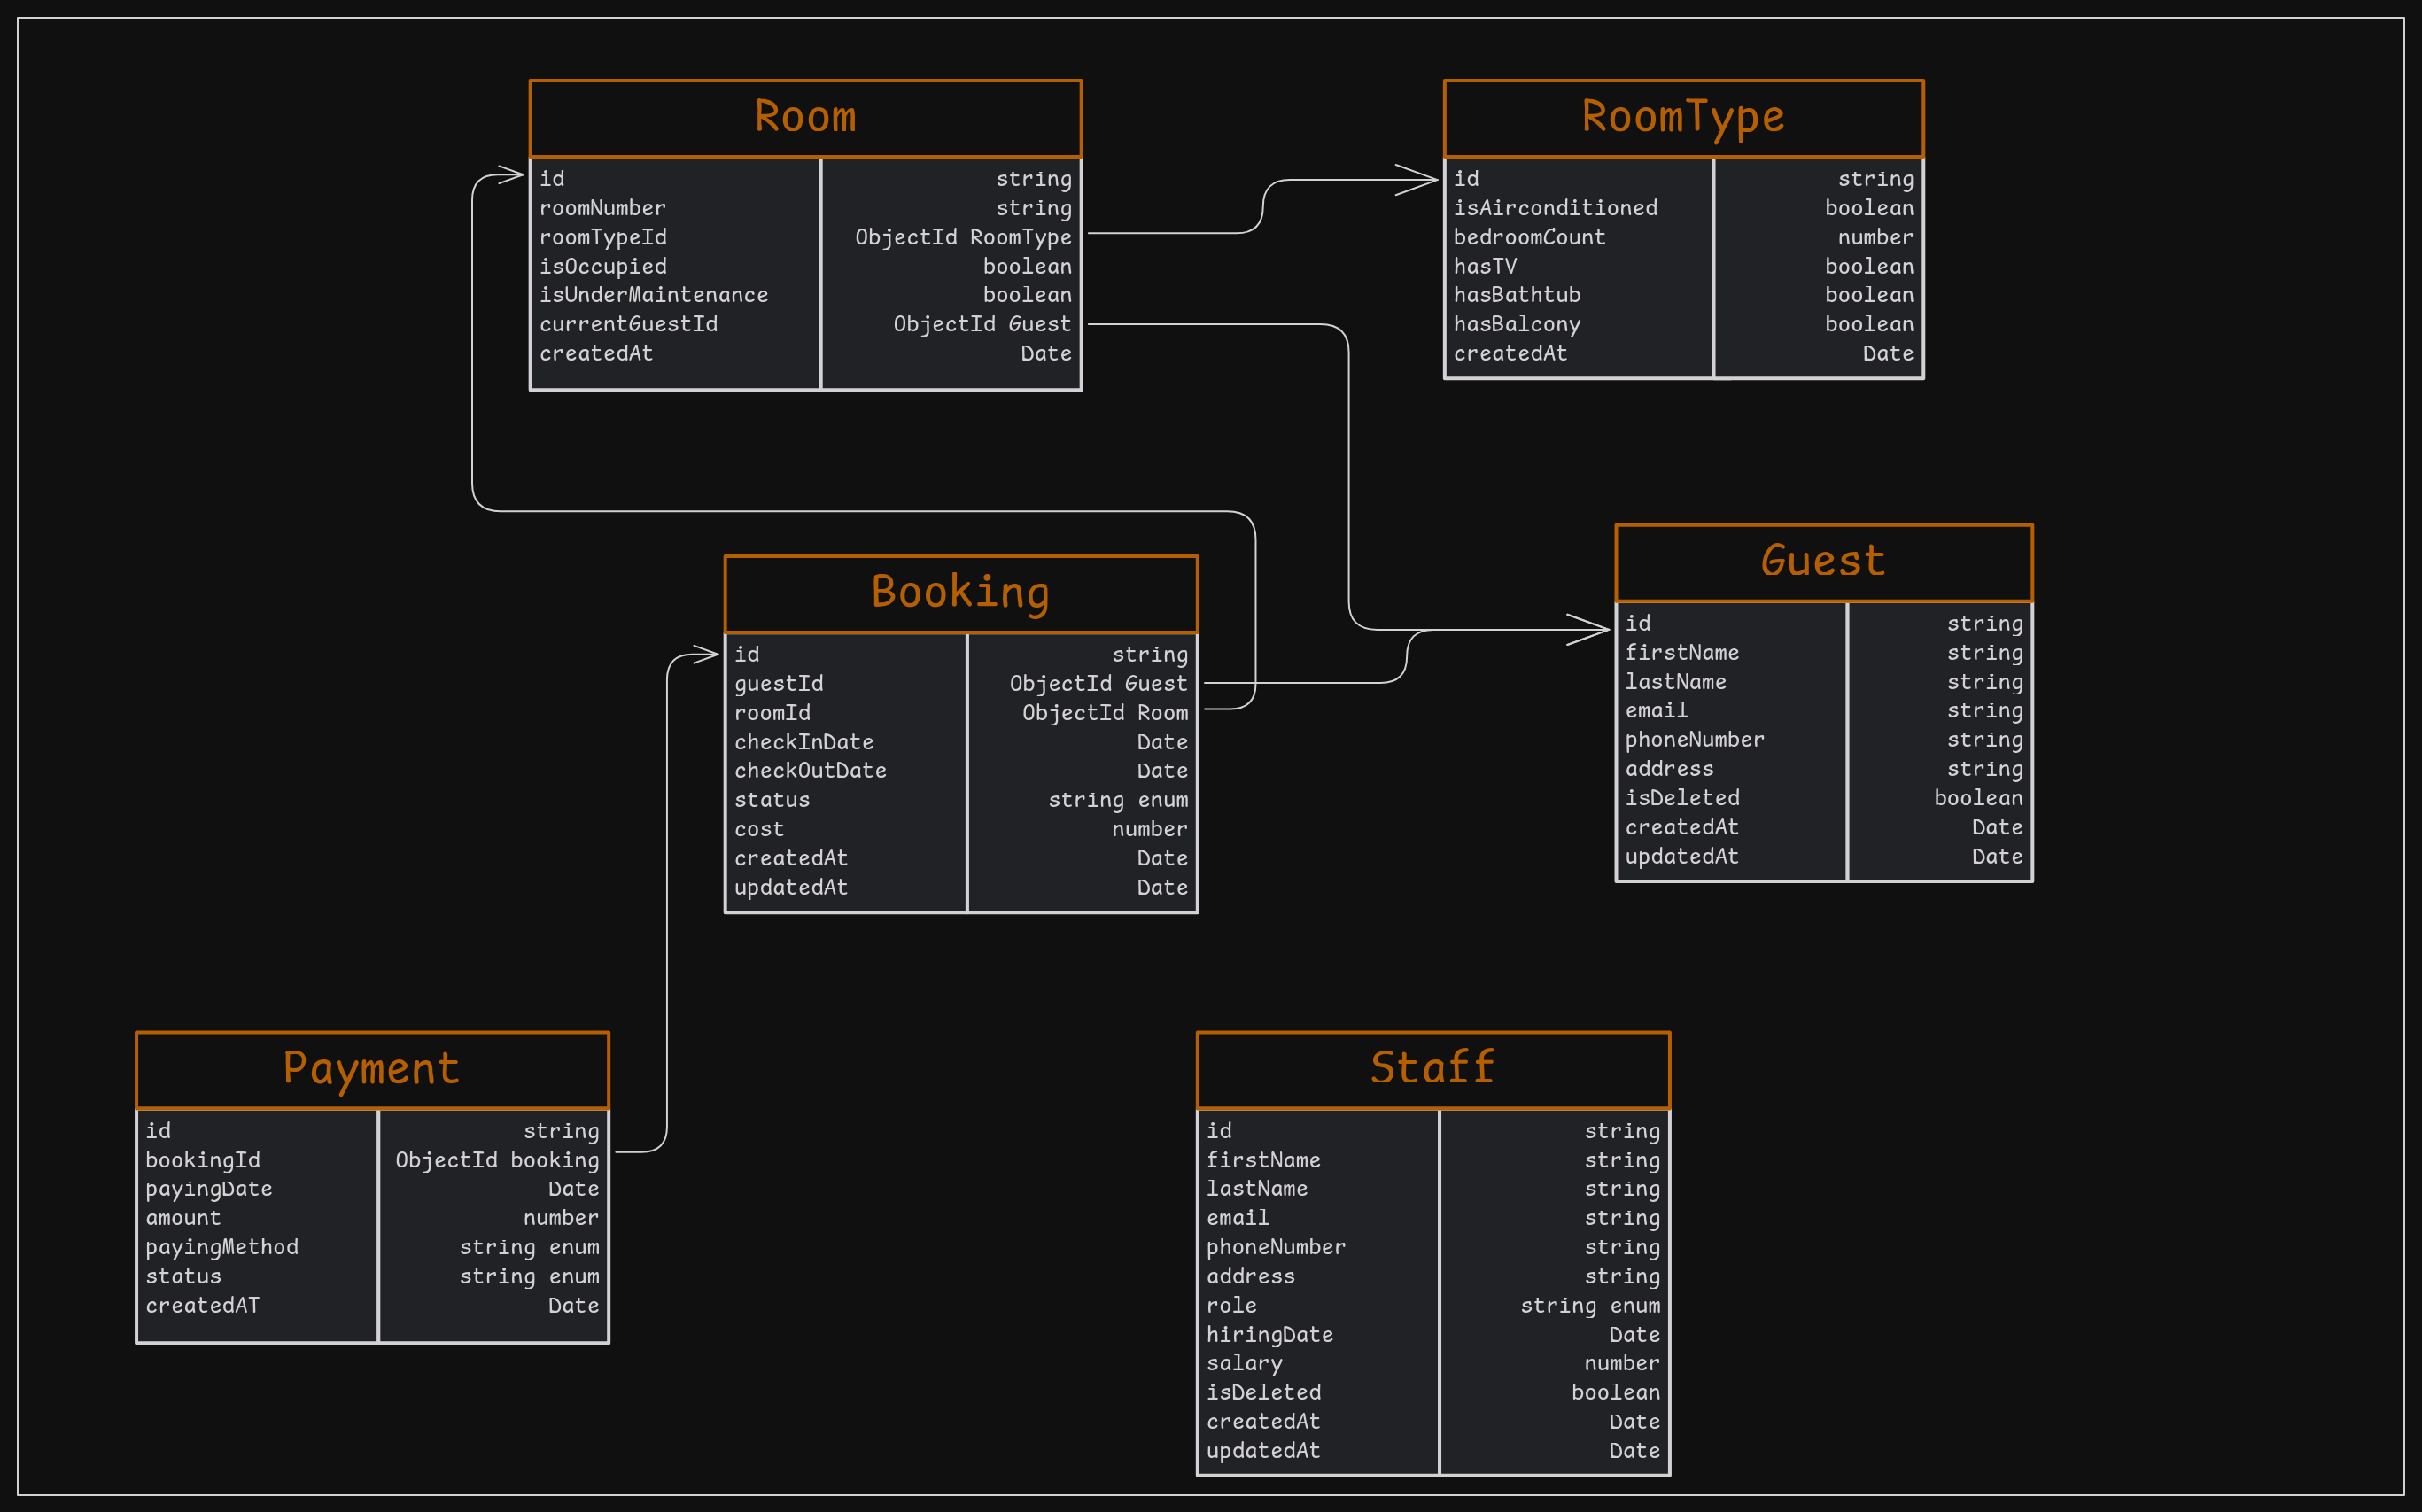 Room
id string
roomNumber string
roomTypeId ObjectId RoomType
isOccupied boolean
isUnderMaintenance boolean
currentGuestId ObjectId Guest
createdAt Date
RoomType
id string
isAirconditioned boolean
bedroomCount number
hasTV boolean
hasBathtub boolean
hasBalcony boolean
createdAt Date
Booking
id string
guestId ObjectId Guest
roomId ObjectId Room
checkInDate Date
checkOutDate Date
status string enum
cost number
createdAt Date
updatedAt Date
Guest
id string
firstName string
lastName string
email string
phoneNumber string
address string
isDeleted boolean
createdAt Date
updatedAt Date
Payment
id string
bookingId ObjectId booking
payingDate Date
amount number
payingMethod string enum
status string enum
createdAT Date
Staff
id string
firstName string
lastName string
email string
phoneNumber string
address string
role string enum
hiringDate Date
salary number
isDeleted boolean
createdAt Date
updatedAt Date